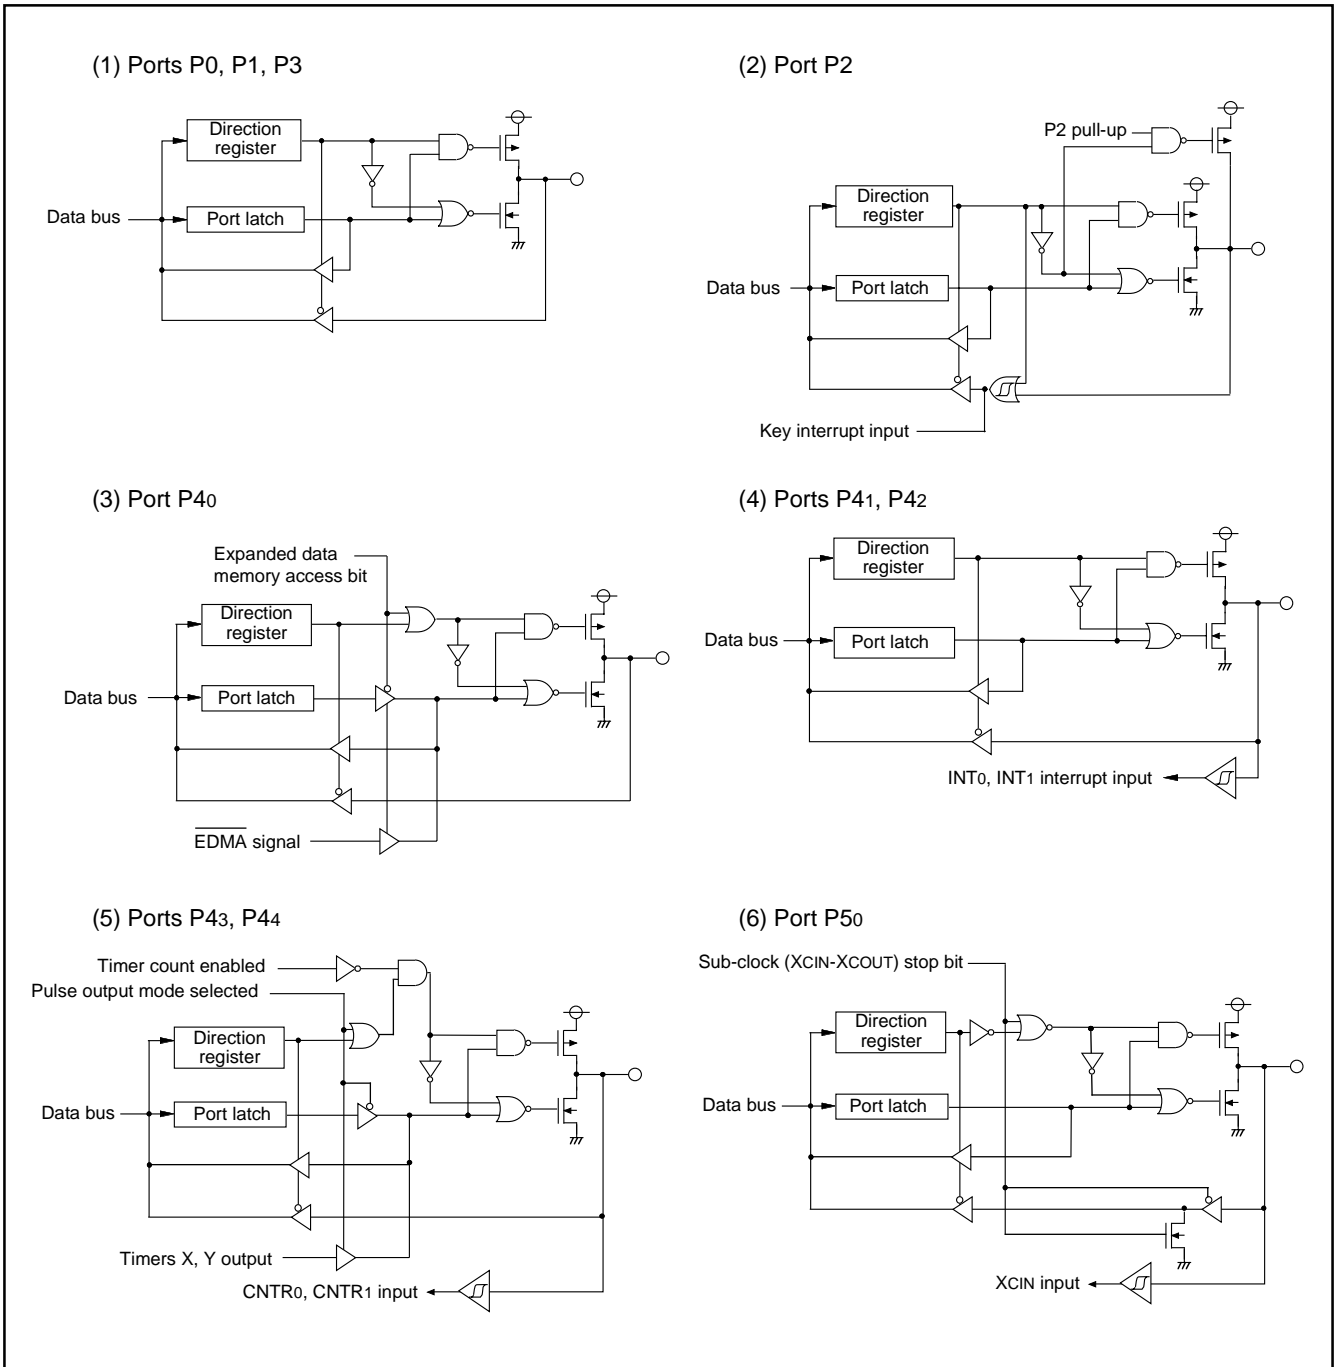 (1) Ports P0, P1, P3
Direction
register
Data bus
Port latch
(2) Port P2
P2 pull-up
Direction
register
Data bus
Port latch
Key interrupt input
(3) Port P40
Expanded data
memory access bit
Direction
register
Data bus
Port latch
EDMA signal
(4) Ports P41, P42
Direction
register
Data bus
Port latch
INT0, INT1 interrupt input
(5) Ports P43, P44
Timer count enabled
Pulse output mode selected
Direction
register
Data bus
Port latch
Timers X, Y output
CNTR0, CNTR1 input
(6) Port P50
Sub-clock (XCIN-XCOUT) stop bit
Direction
register
Data bus
Port latch
XCIN input